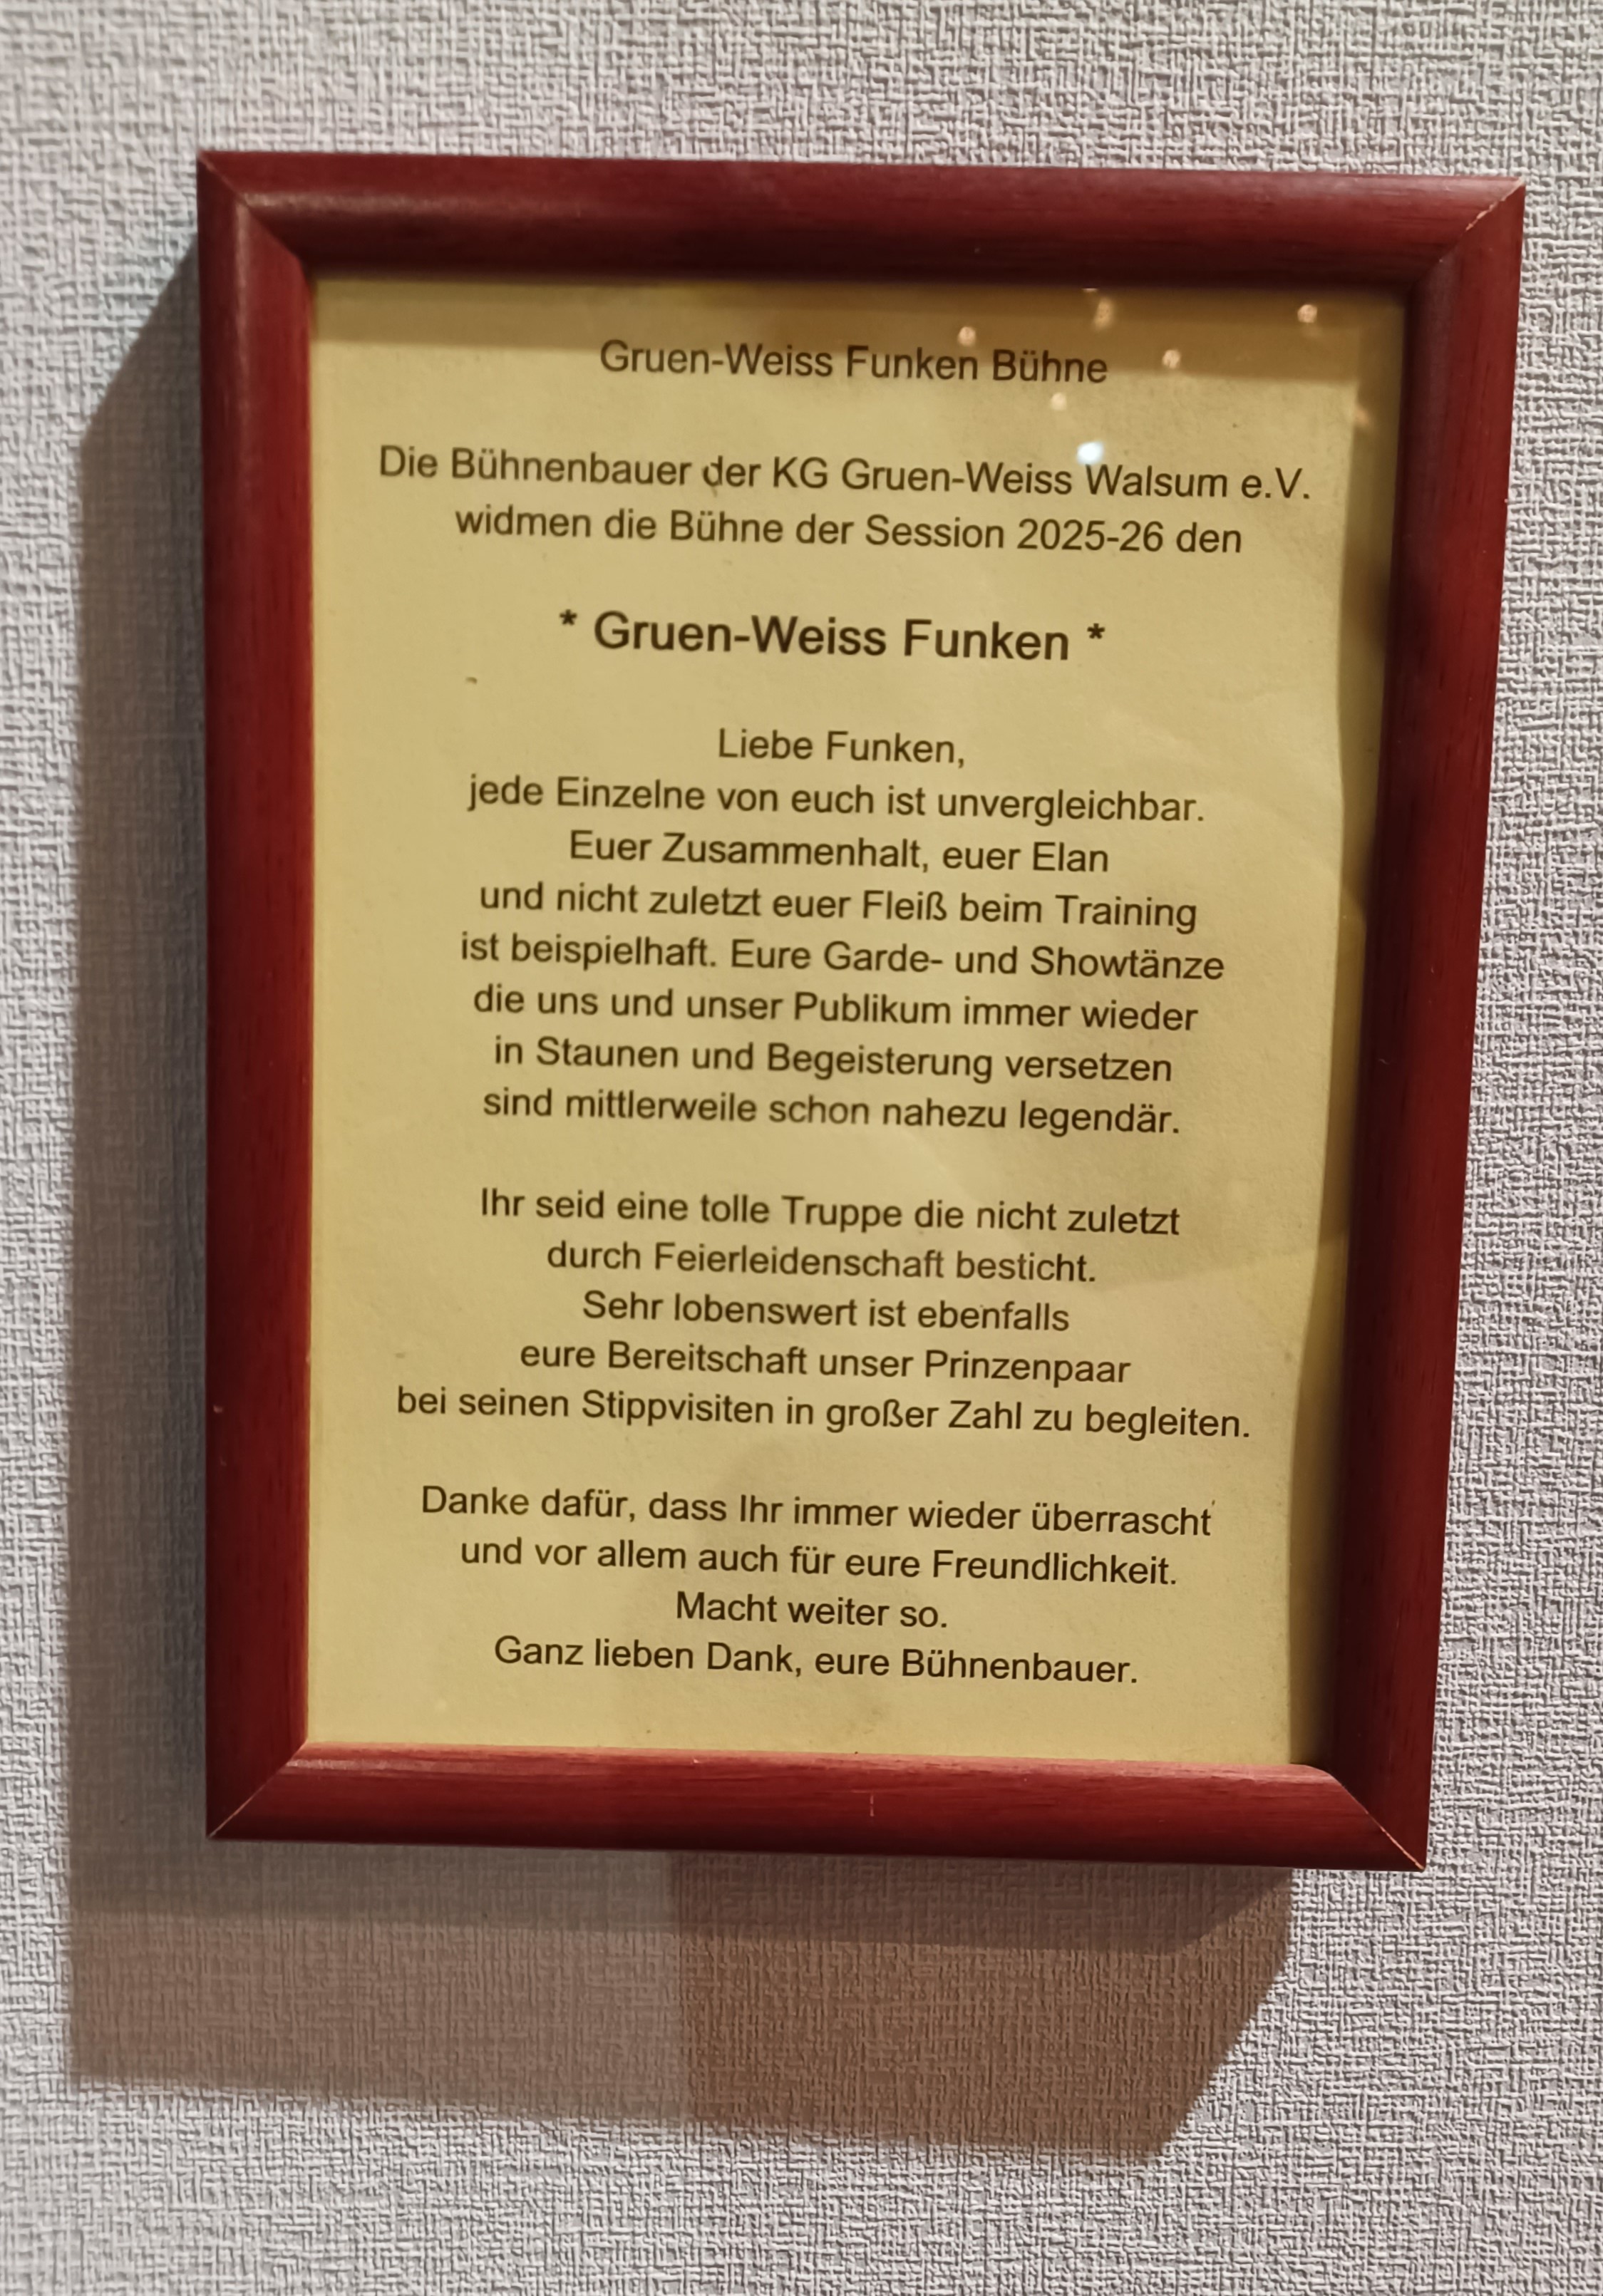 Gruen-Weiss Funken Bühne
Die Bühnenbauer der KG Gruen-Weiss Walsum e.V.
widmen die Bühne der Session 2025-26 den
* Gruen-Weiss Funken *
Liebe Funken,
jede Einzelne von euch ist unvergleichbar.
Euer Zusammenhalt, euer Elan
und nicht zuletzt euer Fleiß beim Training
ist beispielhaft. Eure Garde- und Showtänze
die uns und unser Publikum immer wieder
in Staunen und Begeisterung versetzen
sind mittlerweile schon nahezu legendär.
Ihr seid eine tolle Truppe die nicht zuletzt
durch Feierleidenschaft besticht.
Sehr lobenswert ist ebenfalls
eure Bereitschaft unser Prinzenpaar
bei seinen Stippvisiten in großer Zahl zu begleiten.
Danke dafür, dass Ihr immer wieder überrascht
und vor allem auch für eure Freundlichkeit.
Macht weiter so.
Ganz lieben Dank, eure Bühnenbauer.